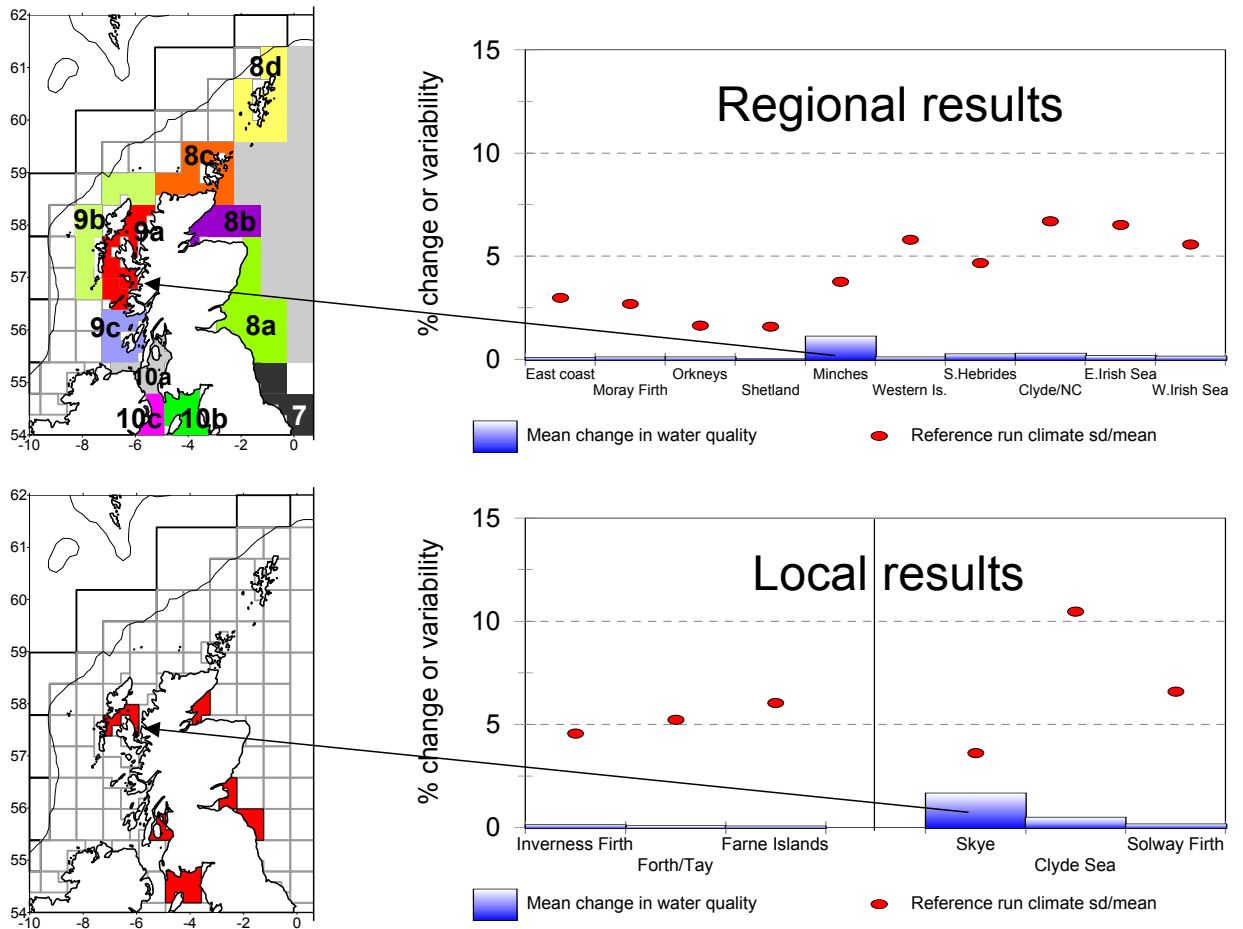 62
61
60
59
58
57
56
55
54
-10
-8
-6
-4
-2
0
8d
8c
9b
9a
8b
9c
8a
10a
10c
10b
7
% change or variability
15
10
5
0
Regional results
East coast
Moray Firth
Orkneys
Shetland
Minches
Western Is.
S.Hebrides
Clyde/NC
E.Irish Sea
W.Irish Sea
Mean change in water quality
Reference run climate sd/mean
62
61
60
59
58
57
56
55
54
-10
-8
-6
-4
-2
0
% change or variability
15
10
5
0
Local results
Inverness Firth
Forth/Tay
Farne Islands
Skye
Clyde Sea
Solway Firth
Mean change in water quality
Reference run climate sd/mean